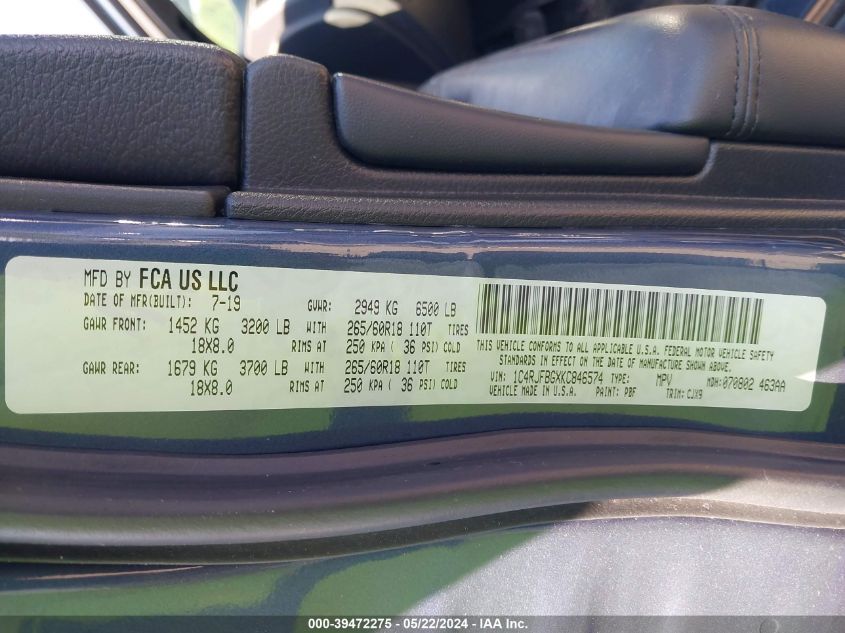 MFD BY FCA US LLC
DATE OF MFR(BUILT): 7-19 GVWR: 2949 KG 6500 LB
GAWR FRONT: 1452 KG 3200 LB WITH 265/60R18 110T TIRES
18X8.0 RIMS AT 250 KPA ( 36 PSI) COLD
GAWR REAR: 1679 KG 3700 LB WITH 265/60R18 110T TIRES
18X8.0 RIMS AT 250 KPA ( 36 PSI) COLD
THIS VEHICLE CONFORMS TO ALL APPLICABLE U.S.A. FEDERAL MOTOR VEHICLE SAFETY
STANDARDS IN EFFECT ON THE DATE OF MANUFACTURE SHOWN ABOVE.
VIN: 1C4RJFBGXKC846574 TYPE: MPV MDH: 070802 463AA
VEHICLE MADE IN U.S.A. PAINT: PBF TRIM: CJX9
000-39472275 - 05/22/2024 - IAA Inc.